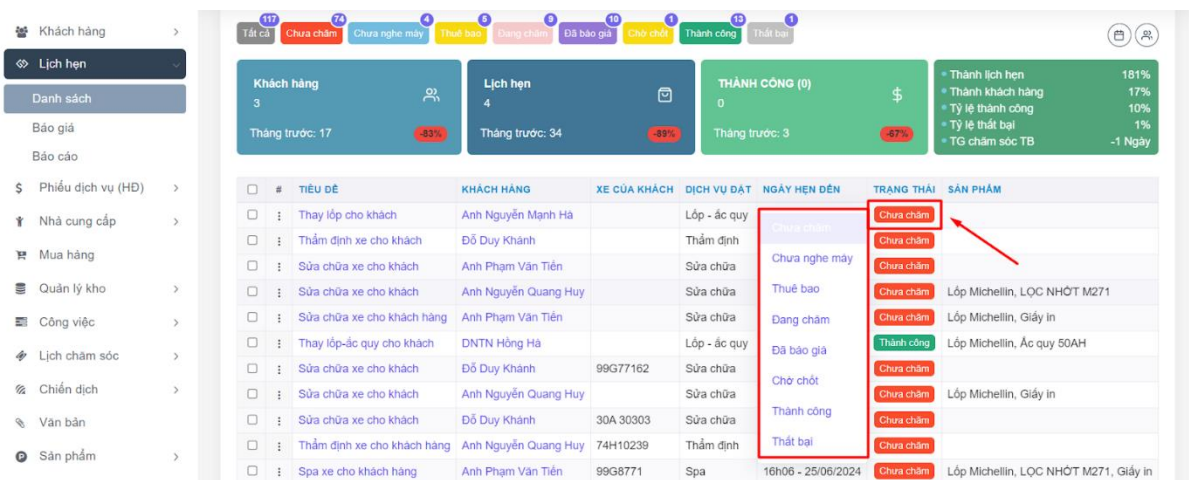 Khách hàng
Lịch hẹn
Danh sách
Báo giá
Báo cáo
Phiếu dịch vụ (HĐ)
Nhà cung cấp
Mua hàng
Quản lý kho
Công việc
Lịch chăm sóc
Chiến dịch
Văn bản
Sản phẩm
117 74 4 5 9 10 1 13 1
Tất cả Chưa chăm Chưa nghe máy Thuê bao Đang chăm Đã báo giá Chờ chốt Thành công Thất bại
Khách hàng
3
Tháng trước: 17 -83%
Lịch hẹn
4
Tháng trước: 34 -89%
THÀNH CÔNG (0)
0
Tháng trước: 3 -67%
Thành lịch hẹn 181%
Thành khách hàng 17%
Tỷ lệ thành công 10%
Tỷ lệ thất bại 1%
TG chăm sóc TB -1 Ngày
# TIÊU ĐỀ KHÁCH HÀNG XE CỦA KHÁCH DỊCH VỤ ĐẶT NGÀY HẸN ĐẾN TRẠNG THÁI SẢN PHẨM
Thay lốp cho khách Anh Nguyễn Mạnh Hà Lốp - ắc quy Chưa chăm
Thẩm định xe cho khách Đỗ Duy Khánh Thẩm định Chưa chăm
Sửa chữa xe cho khách Anh Phạm Văn Tiến Sửa chữa Chưa chăm
Sửa chữa xe cho khách Anh Nguyễn Quang Huy Sửa chữa Chưa chăm Lốp Michellin, LỌC NHỚT M271
Sửa chữa xe cho khách hàng Anh Phạm Văn Tiến Sửa chữa Chưa chăm Lốp Michellin, Giấy in
Thay lốp-ắc quy cho khách DNTN Hồng Hà Lốp - ắc quy Thành công Lốp Michellin, Ắc quy 50AH
Sửa chữa xe cho khách Đỗ Duy Khánh 99G77162 Sửa chữa Chưa chăm
Sửa chữa xe cho khách Anh Nguyễn Quang Huy Sửa chữa Chưa chăm Lốp Michellin, Giấy in
Sửa chữa xe cho khách Đỗ Duy Khánh 30A 30303 Sửa chữa Chưa chăm
Thẩm định xe cho khách hàng Anh Nguyễn Quang Huy 74H10239 Thẩm định Chưa chăm
Spa xe cho khách hàng Anh Phạm Văn Tiến 99G8771 Spa 16h06 - 25/06/2024 Chưa chăm Lốp Michellin, LỌC NHỚT M271, Giấy in
Chưa chăm
Chưa nghe máy
Thuê bao
Đang chăm
Đã báo giá
Chờ chốt
Thành công
Thất bại